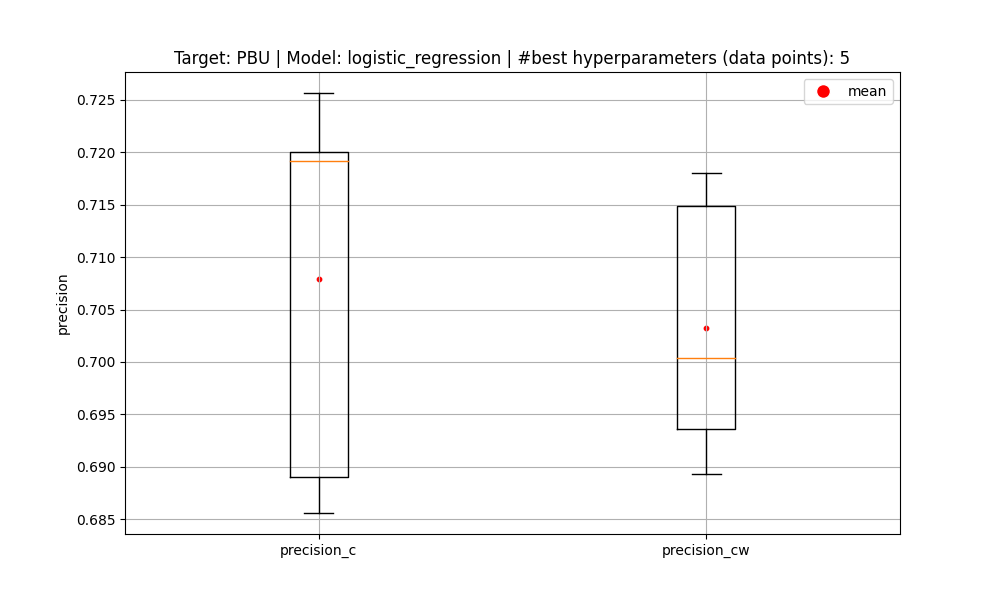 Target: PBU | Model: logistic_regression | #best hyperparameters (data points): 5
mean
0.725
0.720
0.715
0.710
0.705
0.700
0.695
0.690
0.685
precision
precision_c
precision_cw